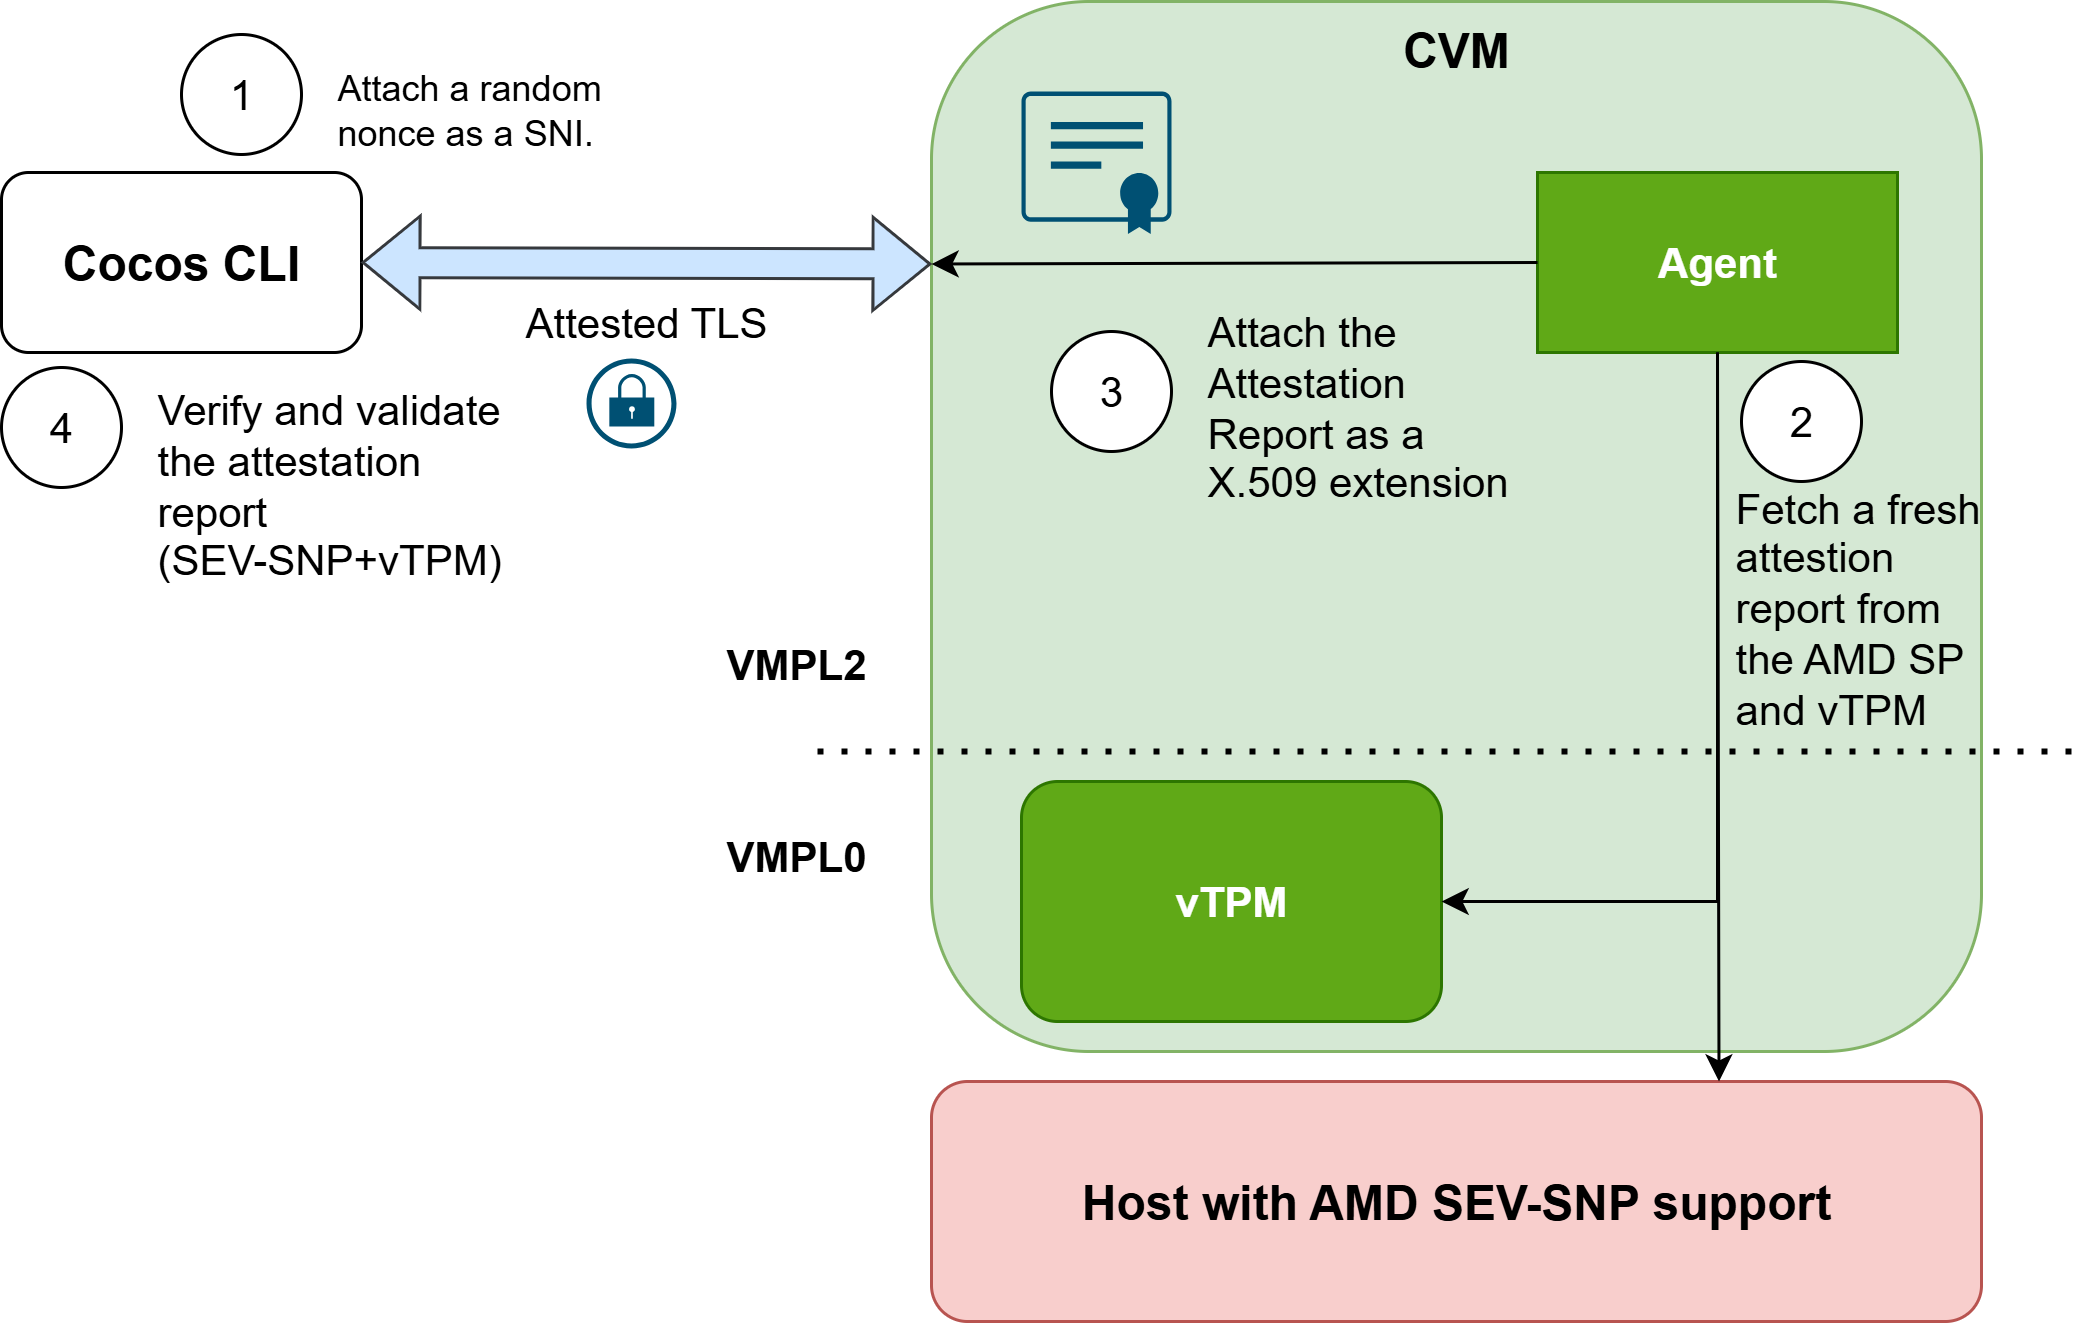 CVM
1
Attach a random
nonce as a SNI.
Cocos CLI
Agent
Attested TLS
3
Attach the
Attestation
Report as a
X.509 extension
4
Verify and validate
the attestation
report
(SEV-SNP+vTPM)
2
Fetch a fresh
attestion
report from
the AMD SP
and vTPM
VMPL2
VMPL0
vTPM
Host with AMD SEV-SNP support